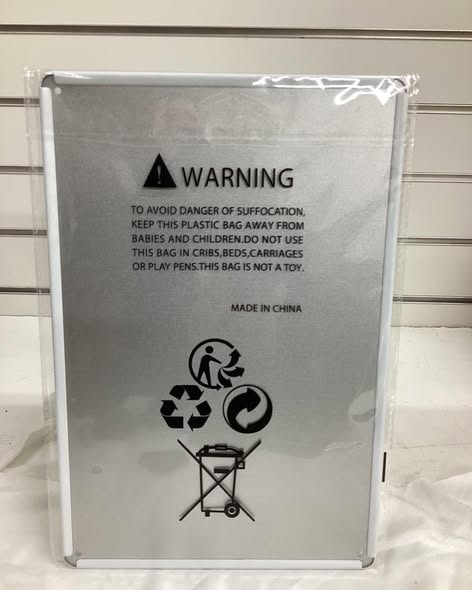 WARNING
TO AVOID DANGER OF SUFFOCATION,
KEEP THIS PLASTIC BAG AWAY FROM
BABIES AND CHILDREN.DO NOT USE
THIS BAG IN CRIBS,BEDS,CARRIAGES
OR PLAY PENS.THIS BAG IS NOT A TOY.
MADE IN CHINA